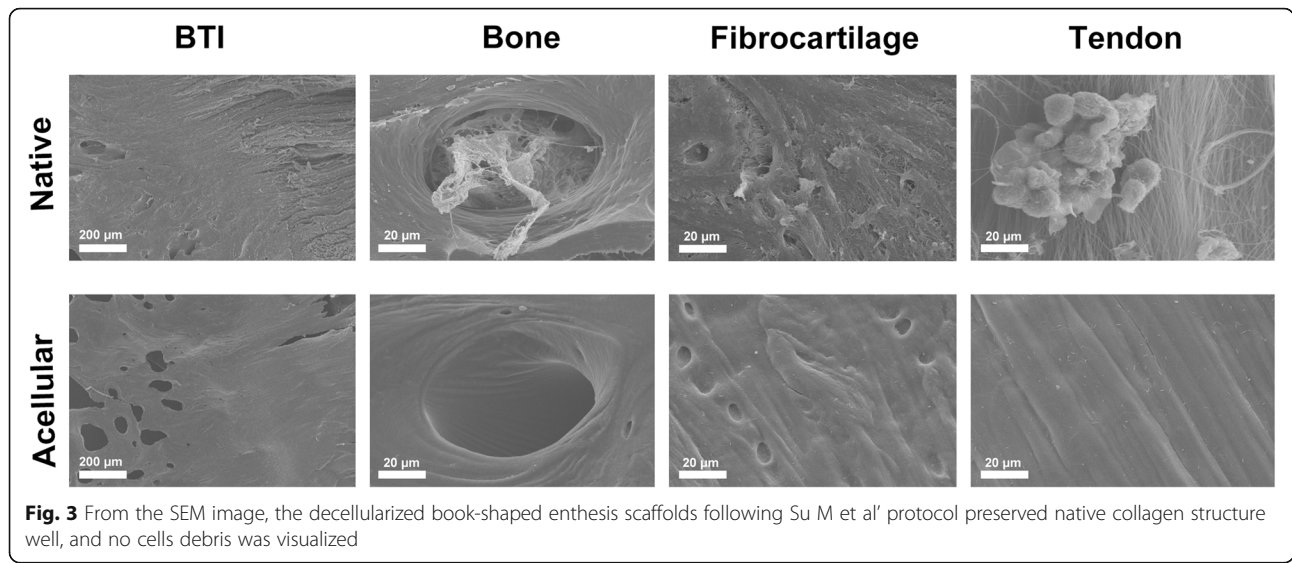 BTI Bone Fibrocartilage Tendon
Native
200 µm 20 µm 20 µm 20 µm
Acellular
200 µm 20 µm 20 µm 20 µm
Fig. 3 From the SEM image, the decellularized book-shaped enthesis scaffolds following Su M et al’ protocol preserved native collagen structure
well, and no cells debris was visualized